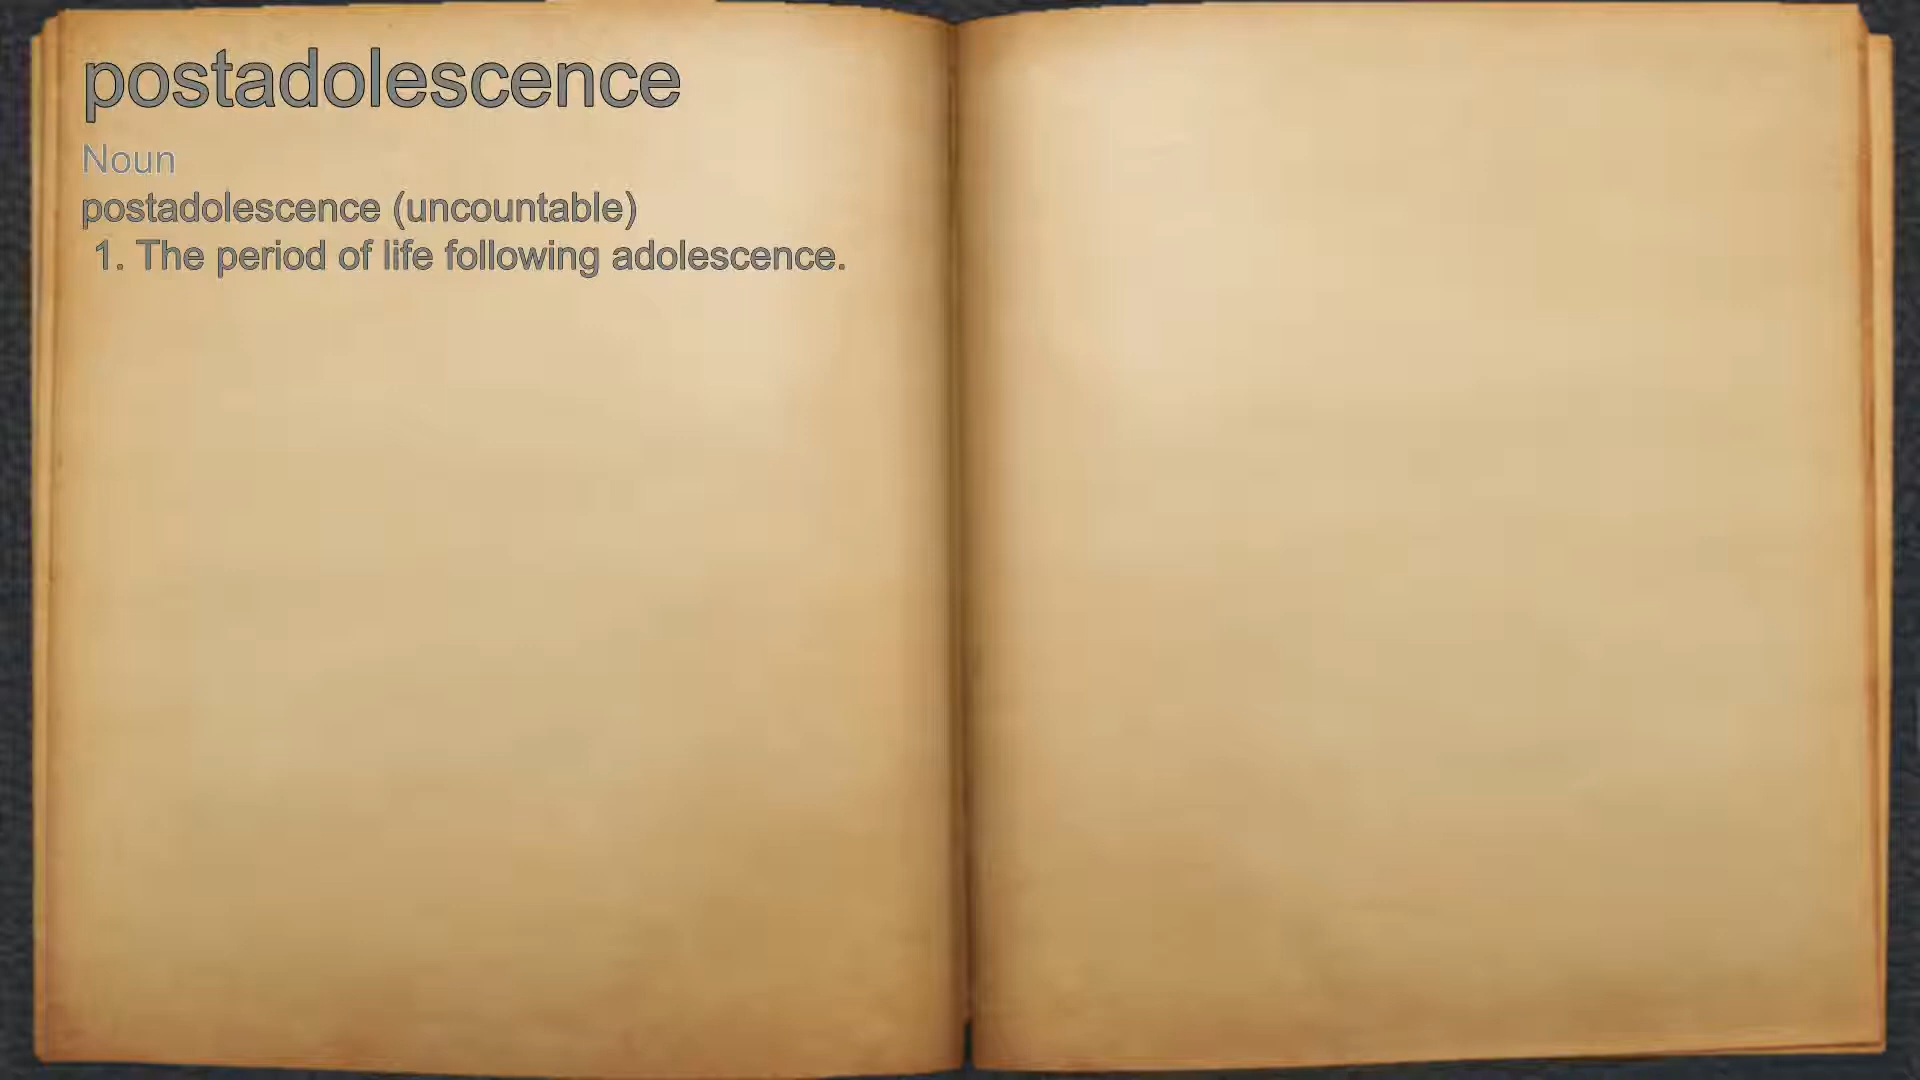 postadolescence
Noun
postadolescence (uncountable)
1. The period of life following adolescence.